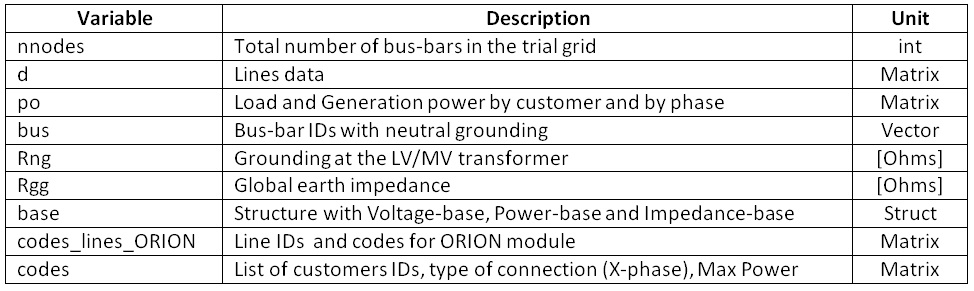 Variable Description Unit
nnodes Total number of bus-bars in the trial grid int
d Lines data Matrix
po Load and Generation power by customer and by phase Matrix
bus Bus-bar IDs with neutral grounding Vector
Rng Grounding at the LV/MV transformer [Ohms]
Rgg Global earth impedance [Ohms]
base Structure with Voltage-base, Power-base and Impedance-base Struct
codes_lines_ORION Line IDs and codes for ORION module Matrix
codes List of customers IDs, type of connection (X-phase), Max Power Matrix